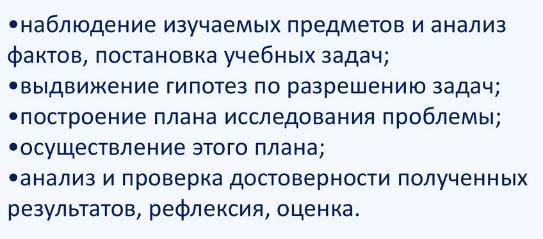 •наблюдение изучаемых предметов и анализ
фактов, постановка учебных задач;
•выдвижение гипотез по разрешению задач;
•построение плана исследования проблемы;
•осуществление этого плана;
•анализ и проверка достоверности полученных
результатов, рефлексия, оценка.